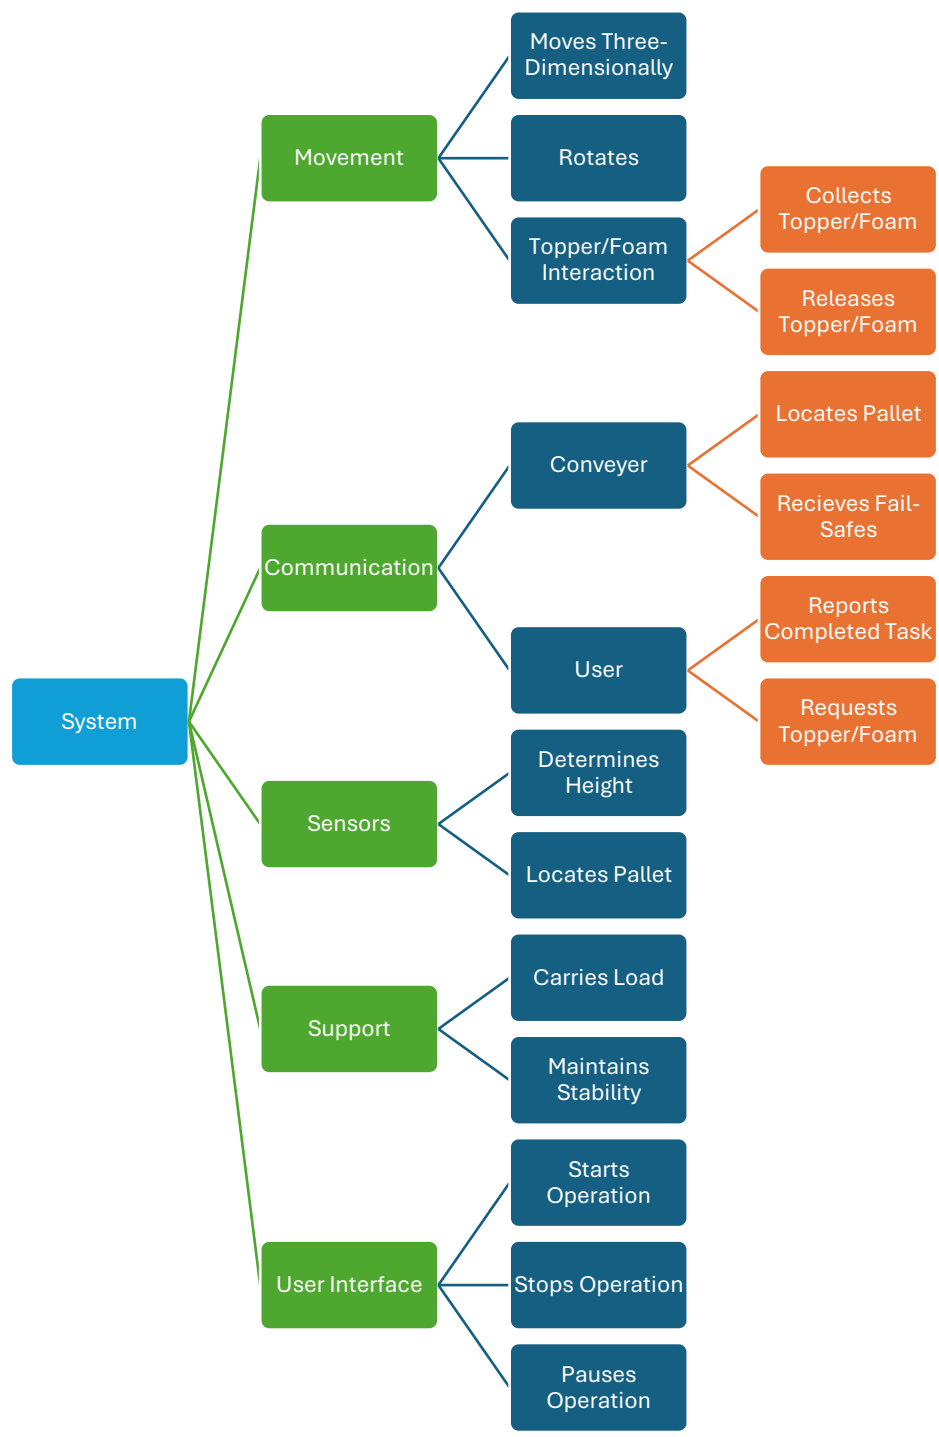 System
Movement
Moves Three-
Dimensionally
Rotates
Topper/Foam
Interaction
Collects
Topper/Foam
Releases
Topper/Foam
Communication
Conveyer
Locates Pallet
Recieves Fail-
Safes
User
Reports
Completed Task
Requests
Topper/Foam
Sensors
Determines
Height
Locates Pallet
Support
Carries Load
Maintains
Stability
User Interface
Starts
Operation
Stops Operation
Pauses
Operation